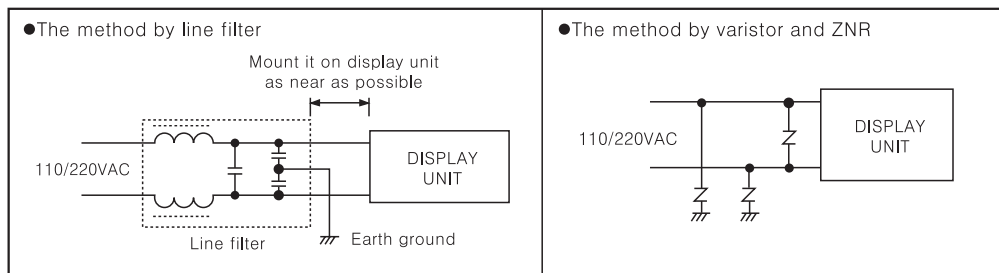 ●The method by line filter
Mount it on display unit
as near as possible
110/220VAC
DISPLAY
UNIT
Line filter
Earth ground
●The method by varistor and ZNR
110/220VAC
DISPLAY
UNIT